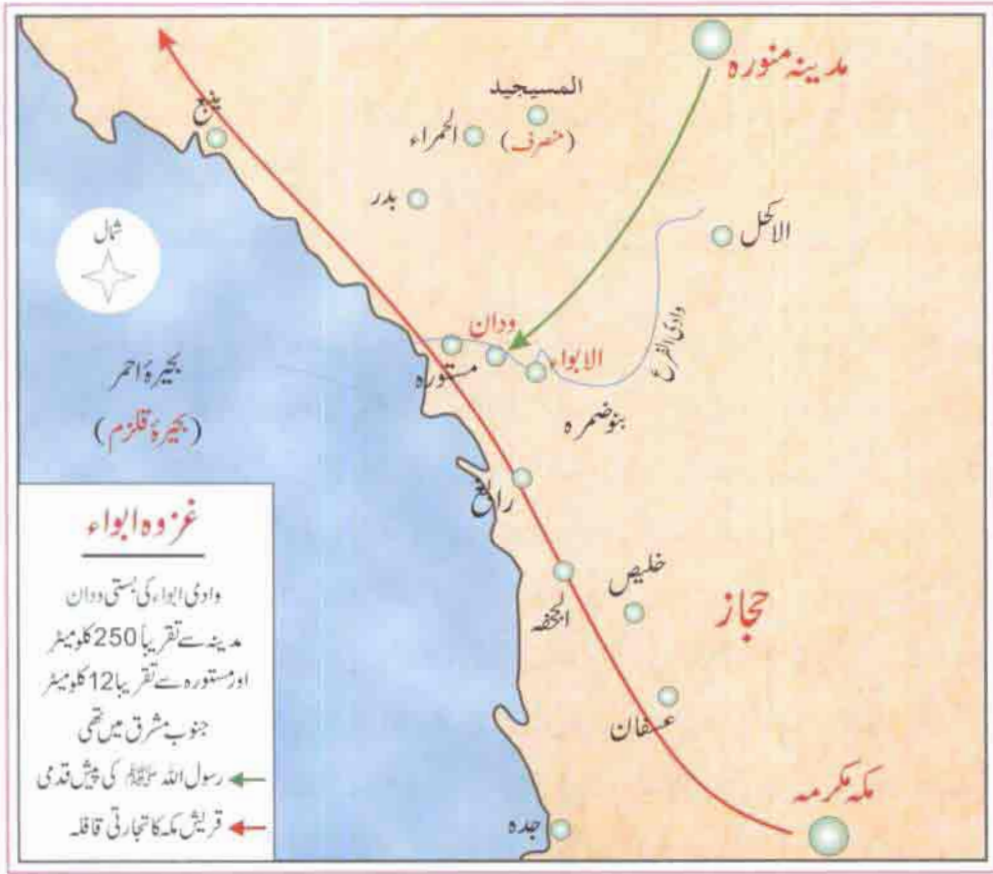 مدینہ منورہ
المسیجید
(منصرف)
الحمراء
ینبع
بدر
الاکحل
شمال
ودان
الابواء
مستورہ
وادی الفرع
بنو ضمرہ
بحیرۂ احمر
(بحیرۂ قلزم)
رابغ
خلیص
الجحفہ
حجاز
عسفان
مکہ مکرمہ
جدہ
غزوہ ابواء
وادی ابواء کی بستی ودان
مدینہ سے تقریباً 250 کلومیٹر
اور مستورہ سے تقریبا 12 کلومیٹر
جنوب مشرق میں تھی
رسول اللہ ﷺ کی پیش قدمی
قریش مکہ کا تجارتی قافلہ